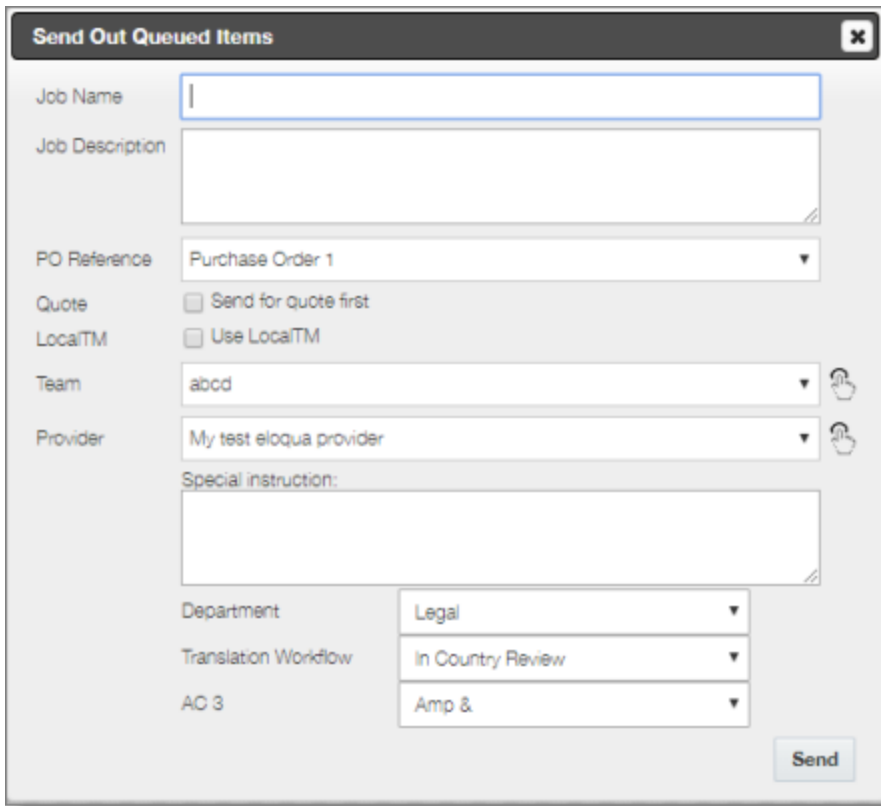 Send Out Queued Items
Job Name
Job Description
PO Reference Purchase Order 1
Quote Send for quote first
LocalTM Use LocalTM
Team abcd
Provider My test eloqua provider
Special instruction:
Department Legal
Translation Workflow In Country Review
AC 3 Amp &
Send